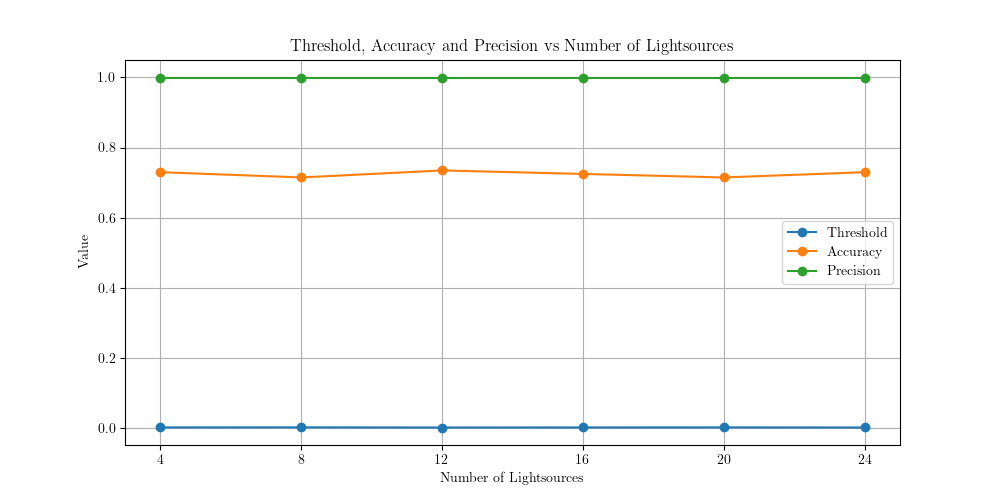 Threshold, Accuracy and Precision vs Number of Lightsources
1.0
0.8
0.6
0.4
0.2
0.0
Value
Threshold
Accuracy
Precision
4 8 12 16 20 24
Number of Lightsources